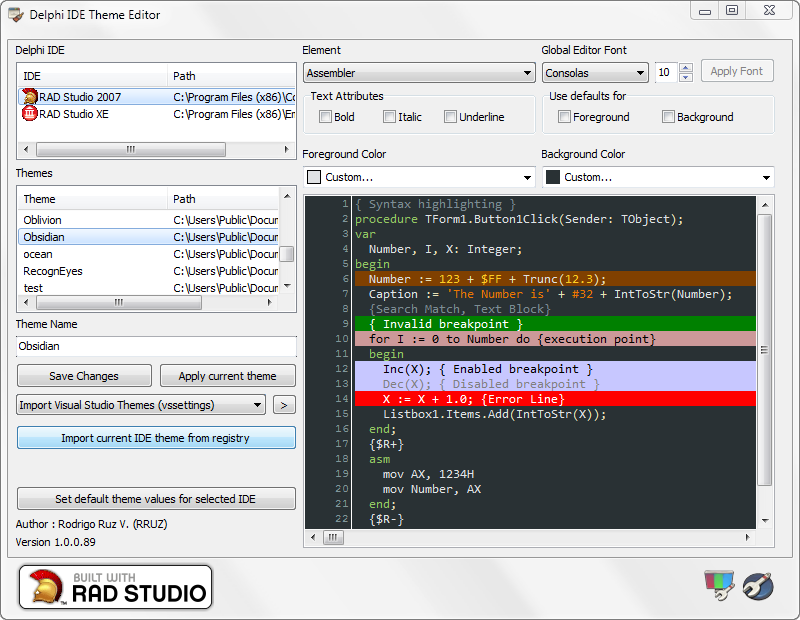 Delphi IDE Theme Editor
Delphi IDE
IDE Path
RAD Studio 2007 C:\Program Files (x86)\Co
RAD Studio XE C:\Program Files (x86)\Er
Themes
Theme Path
Oblivion C:\Users\Public\Docur
Obsidian C:\Users\Public\Docur
ocean C:\Users\Public\Docur
RecognEyes C:\Users\Public\Docur
test C:\Users\Public\Docur
Theme Name
Obsidian
Save Changes Apply current theme
Import Visual Studio Themes (vssettings) >
Import current IDE theme from registry
Set default theme values for selected IDE
Author : Rodrigo Ruz V. (RRUZ)
Version 1.0.0.89
Element
Assembler
Global Editor Font
Consolas 10 Apply Font
Text Attributes
Bold Italic Underline
Use defaults for
Foreground Background
Foreground Color
Custom...
Background Color
Custom...
1 { Syntax highlighting }
2 procedure TForm1.Button1Click(Sender: TObject);
3 var
4 Number, I, X: Integer;
5 begin
6 Number := 123 + $FF + Trunc(12.3);
7 Caption := 'The Number is' + #32 + IntToStr(Number);
8 {Search Match, Text Block}
9 { Invalid breakpoint }
10 for I := 0 to Number do {execution point}
11 begin
12 Inc(X); { Enabled breakpoint }
13 Dec(X); { Disabled breakpoint }
14 X := X + 1.0; {Error Line}
15 Listbox1.Items.Add(IntToStr(X));
16 end;
17 {$R+}
18 asm
19 mov AX, 1234H
20 mov Number, AX
21 end;
22 {$R-}
BUILT WITH
RAD STUDIO